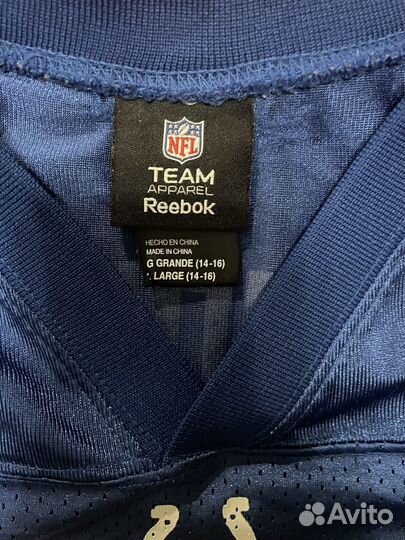 NFL
TEAM
APPAREL
Reebok
HECHO EN CHINA
MADE IN CHINA
G GRANDE (14-16)
L LARGE (14-16)
Avito